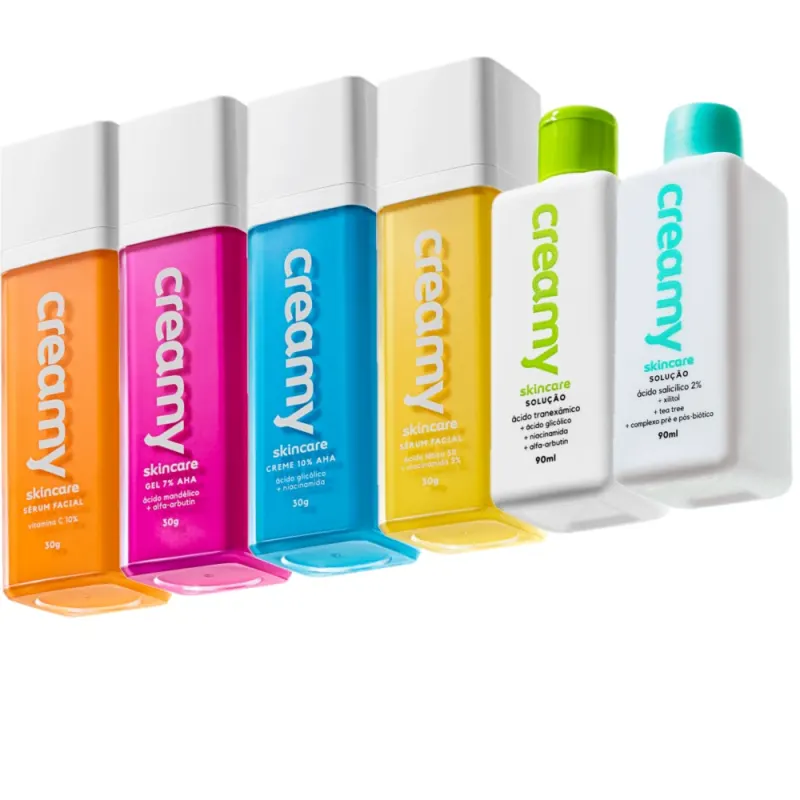 creamy
skincare
SÉRUM FACIAL
vitamina C 10%
30g
creamy
skincare
GEL 7% AHA
ácido mandélico
+ alfa-arbutin
30g
creamy
skincare
CREME 10% AHA
ácido glicólico
+ niacinamida
30g
creamy
skincare
SÉRUM FACIAL
30g
creamy
skincare
SOLUÇÃO
ácido tranexâmico
+ ácido glicólico
+ niacinamida
+ alfa-arbutin
90ml
creamy
skincare
SOLUÇÃO
ácido salicílico 2%
+ xilitol
+ tea tree
+ complexo pré e pós-biótico
90ml